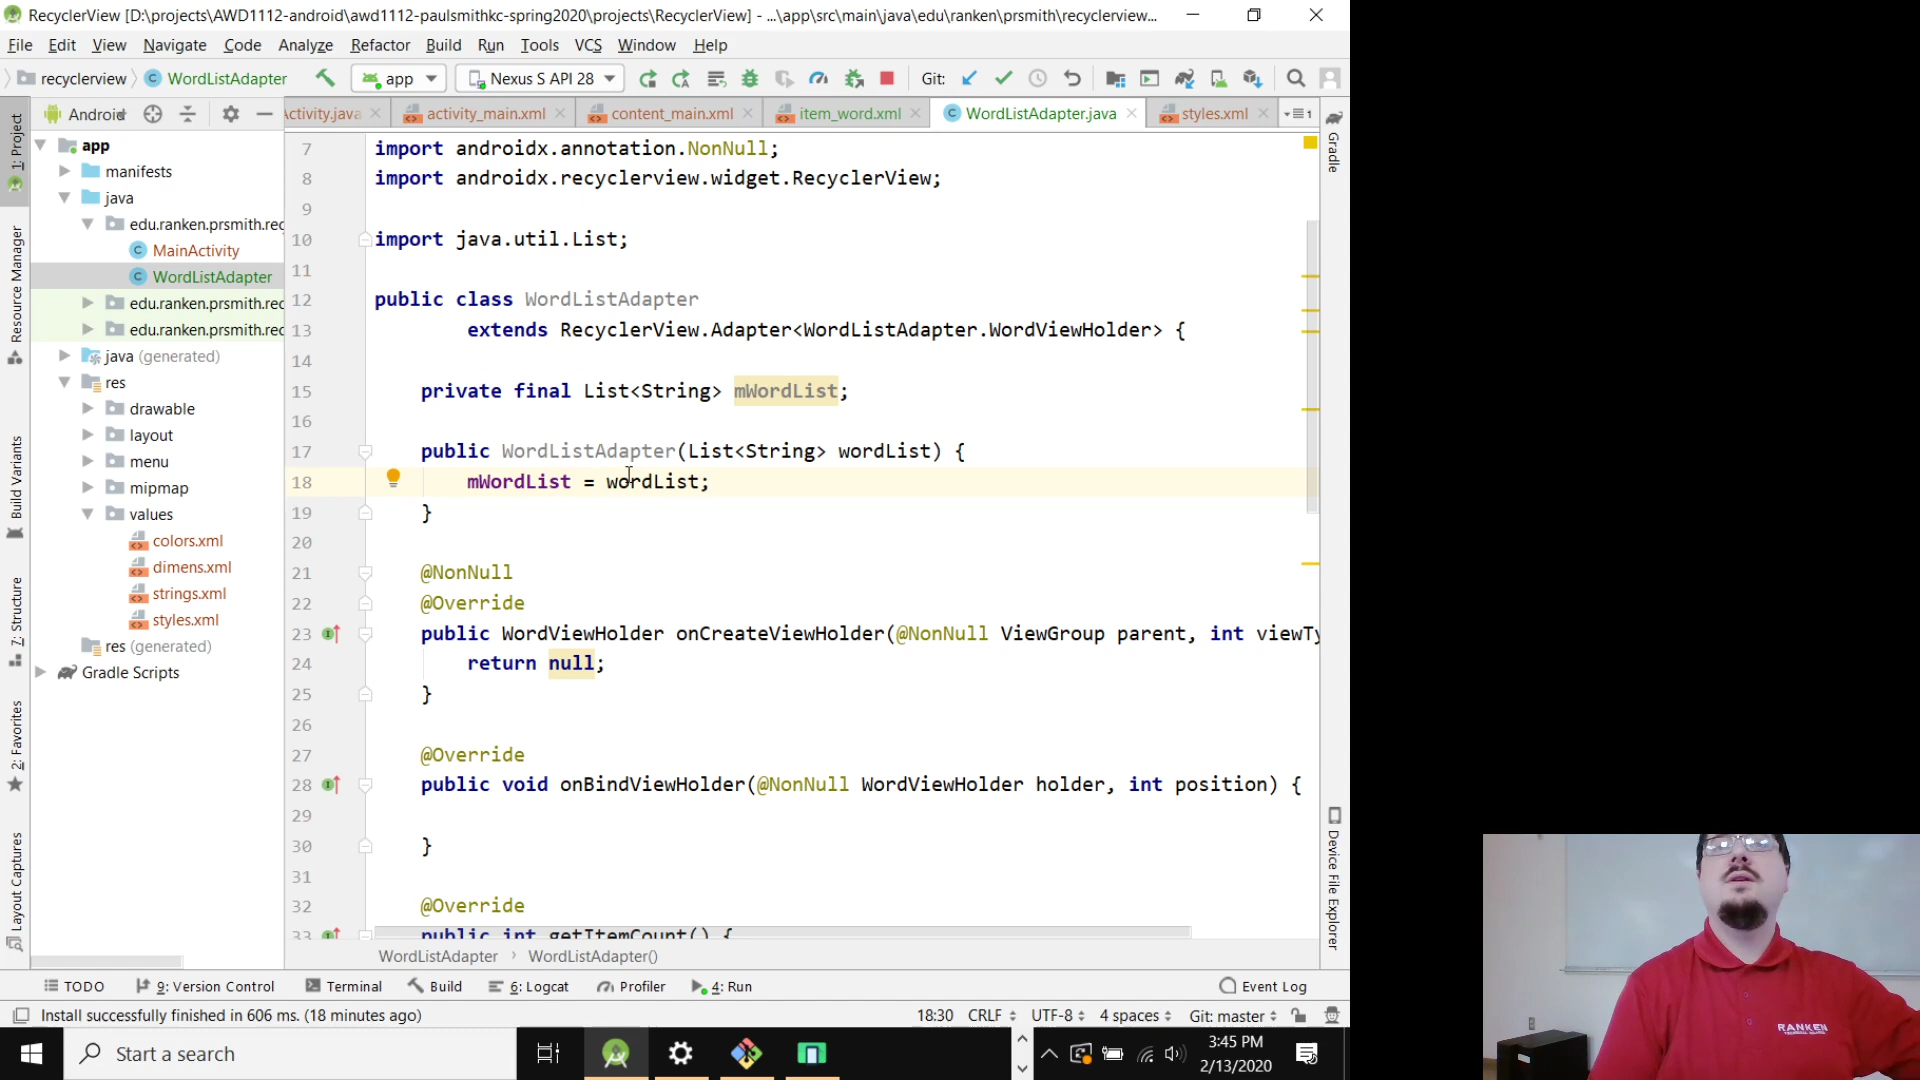 RecyclerView [D:\projects\AWD1112-android\awd1112-paulsmithkc-spring2020\projects\RecyclerView] - ...\app\src\main\java\edu\ranken\prsmith\recyclerview...
File Edit View Navigate Code Analyze Refactor Build Run Tools VCS Window Help
recyclerview WordListAdapter app Nexus S API 28 Git:
Android
ctivity.java activity_main.xml content_main.xml item_word.xml WordListAdapter.java styles.xml 1
1: Project
Resource Manager
Build Variants
7: Structure
2: Favorites
Layout Captures
app
manifests
java
edu.ranken.prsmith.rec
MainActivity
WordListAdapter
edu.ranken.prsmith.rec
edu.ranken.prsmith.rec
java (generated)
res
drawable
layout
menu
mipmap
values
colors.xml
dimens.xml
strings.xml
styles.xml
res (generated)
Gradle Scripts
7 import androidx.annotation.NonNull;
8 import androidx.recyclerview.widget.RecyclerView;
9
10 import java.util.List;
11
12 public class WordListAdapter
13 extends RecyclerView.Adapter<WordListAdapter.WordViewHolder> {
14
15 private final List<String> mWordList;
16
17 public WordListAdapter(List<String> wordList) {
18 mWordList = wordList;
19 }
20
21 @NonNull
22 @Override
23 public WordViewHolder onCreateViewHolder(@NonNull ViewGroup parent, int viewTy
24 return null;
25 }
26
27 @Override
28 public void onBindViewHolder(@NonNull WordViewHolder holder, int position) {
29
30 }
31
32 @Override
33 public int getItemCount() {
WordListAdapter › WordListAdapter()
Gradle
Device File Explorer
TODO 9: Version Control Terminal Build 6: Logcat Profiler 4: Run Event Log
Install successfully finished in 606 ms. (18 minutes ago) 18:30 CRLF UTF-8 4 spaces Git: master
Start a search
3:45 PM
2/13/2020
RANKEN